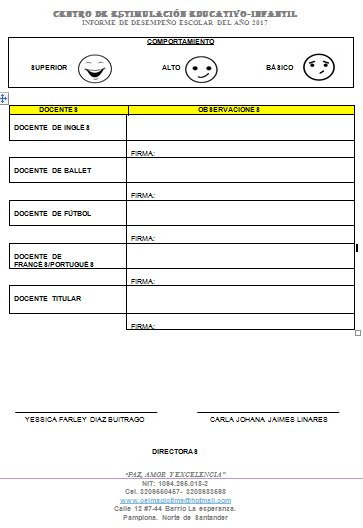 CENTRO DE ESTIMULACIÓN EDUCATIVO-INFANTIL
INFORME DE DESEMPEÑO ESCOLAR DEL AÑO 2017
COMPORTAMIENTO
SUPERIOR ALTO BÁSICO
DOCENTES OBSERVACIONES
DOCENTE DE INGLÉS
FIRMA:
DOCENTE DE BALLET
FIRMA:
DOCENTE DE FÚTBOL
FIRMA:
DOCENTE DE
FRANCÉS/PORTUGUÉS
FIRMA:
DOCENTE TITULAR
FIRMA:
YESSICA FARLEY DIAZ BUITRAGO CARLA JOHANA JAIMES LINARES
DIRECTORAS
"PAZ, AMOR Y EXCELENCIA"
NIT: 1094.265.018-2
Cel. 3209550457- 3208683598
www.ceimagiotime@hotmail.com
Calle 12 #7-44 Barrio La esperanza.
Pamplona. Norte de Santander